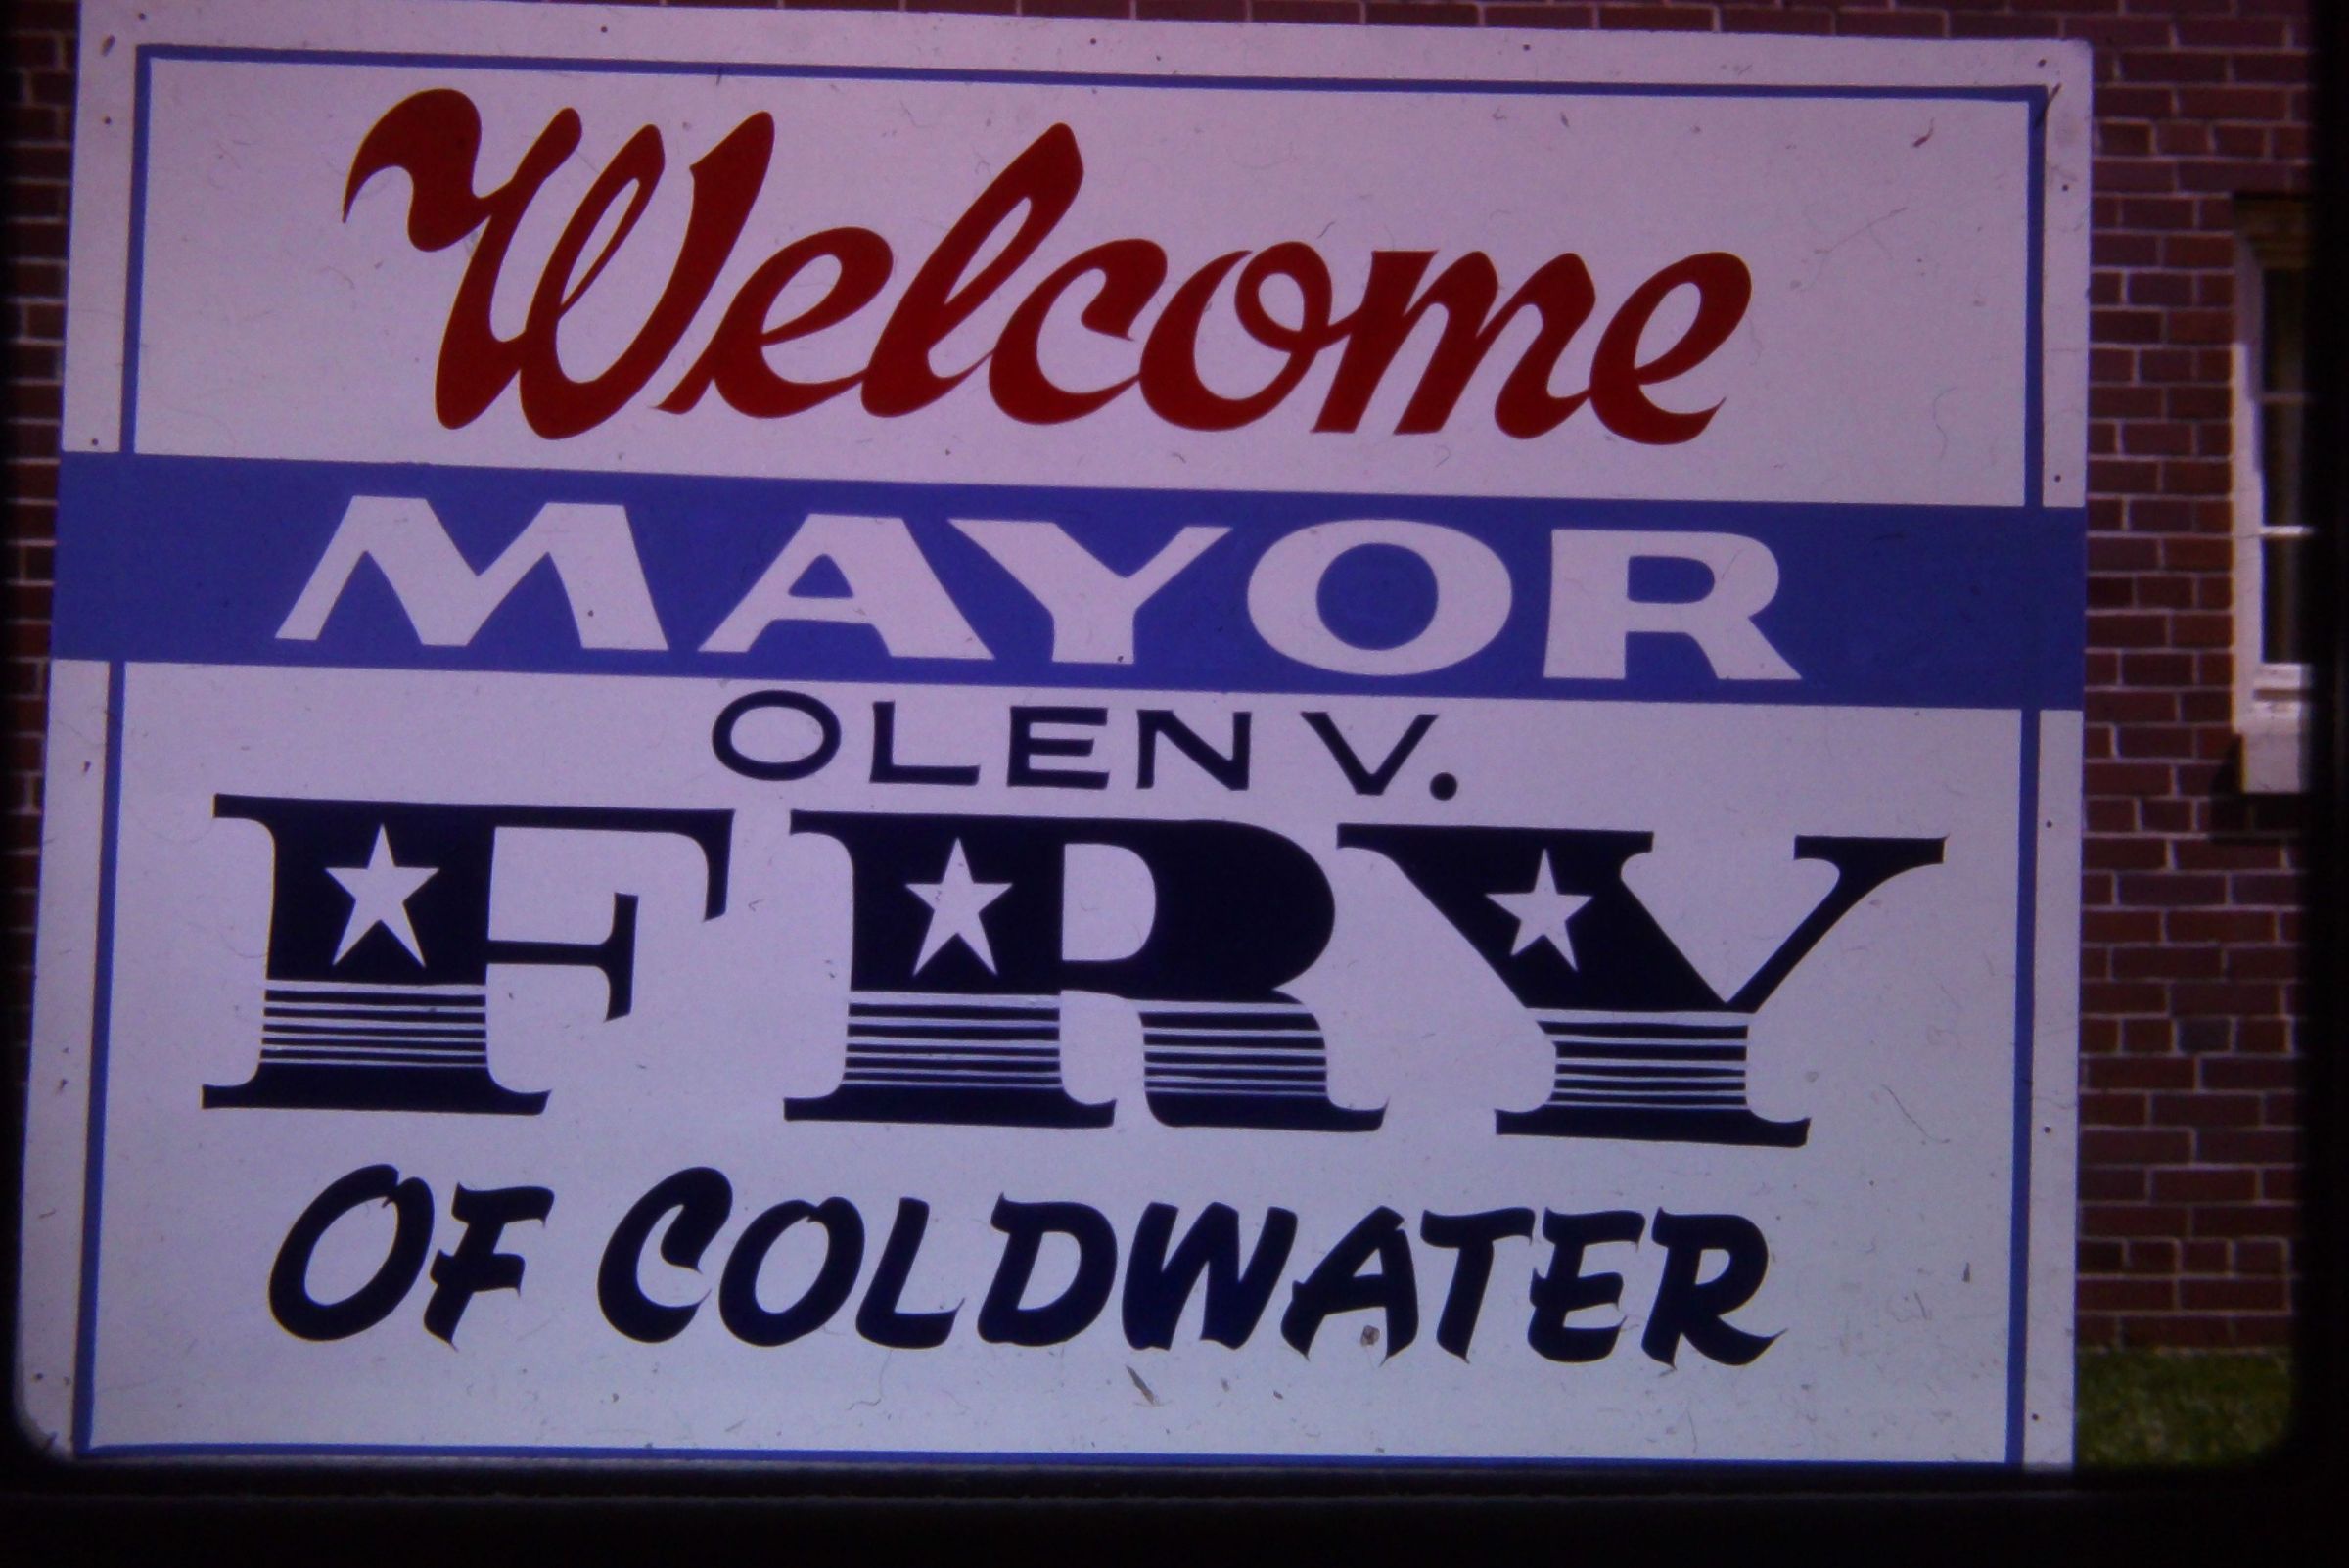 Welcome
MAYOR
OLEN V.
FRY
OF COLDWATER